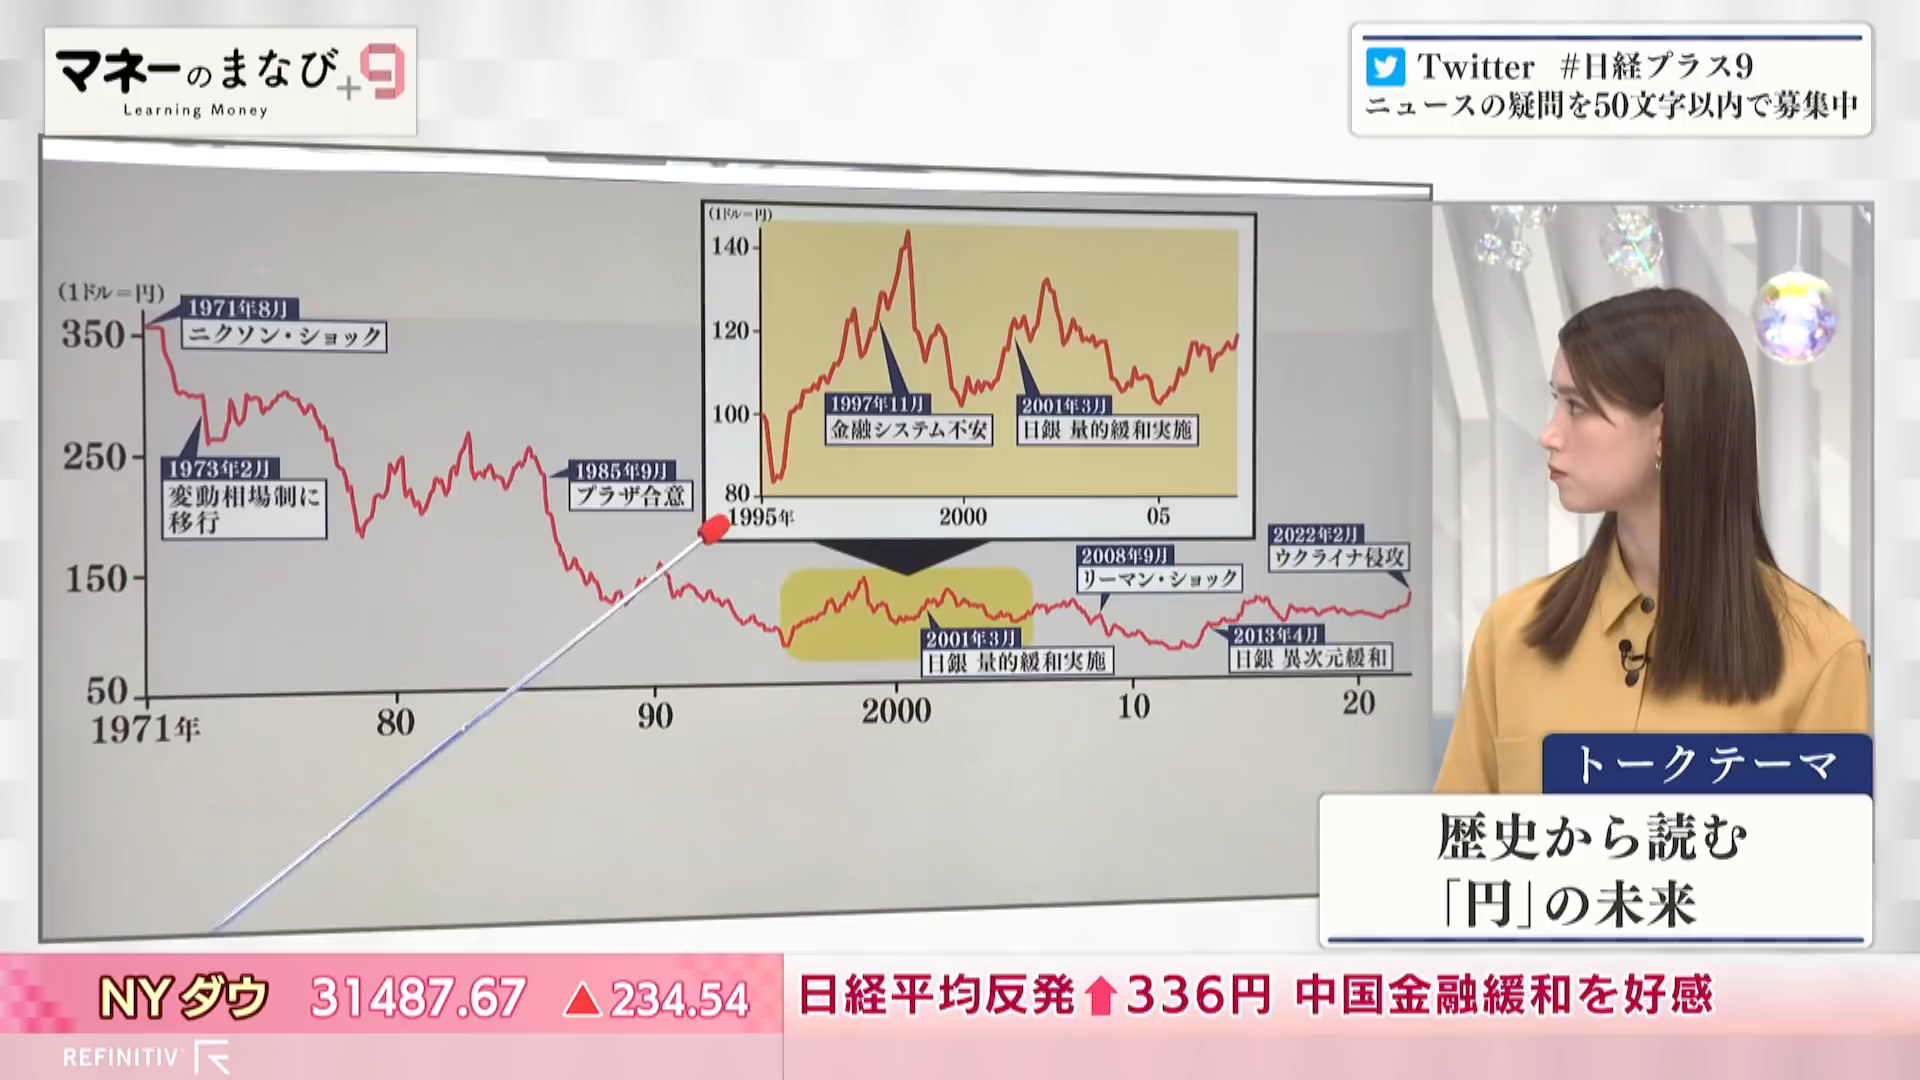 マネーのまなび+9
Learning Money
Twitter #日経プラス9
ニュースの疑問を50文字以内で募集中
(1ドル=円)
350
250
150
50
1971年
80
90
2000
10
20
1971年8月
ニクソン・ショック
1973年2月
変動相場制に
移行
1985年9月
プラザ合意
(1ドル=円)
140
120
100
80
1995年
2000
05
1997年11月
金融システム不安
2001年3月
日銀 量的緩和実施
2001年3月
日銀 量的緩和実施
2008年9月
リーマン・ショック
2013年4月
日銀 異次元緩和
2022年2月
ウクライナ侵攻
トークテーマ
歴史から読む
「円」の未来
NYダウ 31487.67 ▲234.54
日経平均反発⬆336円 中国金融緩和を好感
REFINITIV